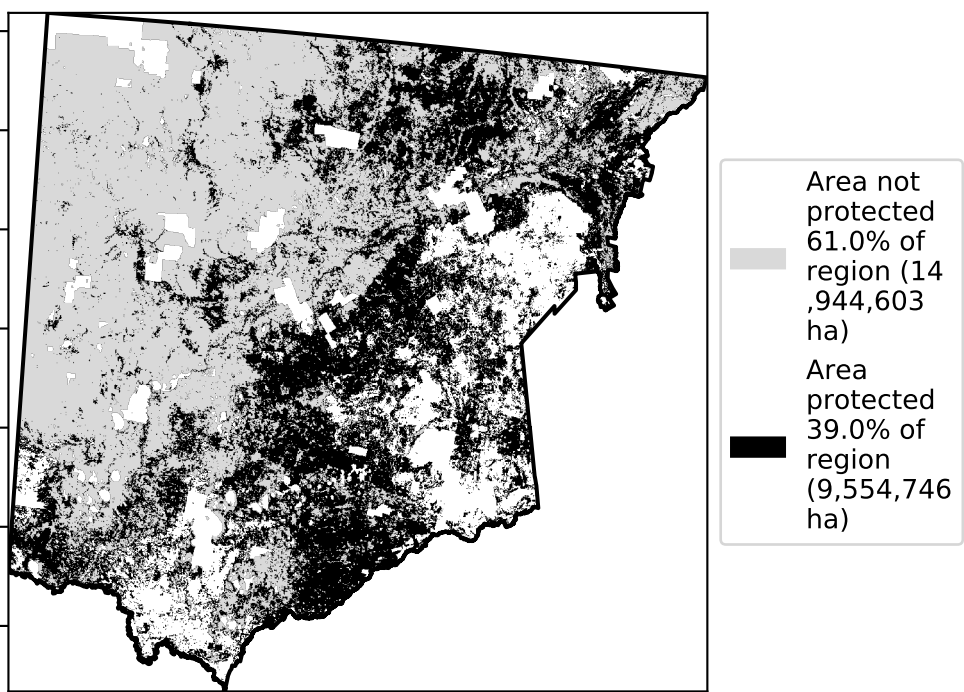 Area not
protected
61.0% of
region (14
,944,603
ha)
Area
protected
39.0% of
region
(9,554,746
ha)